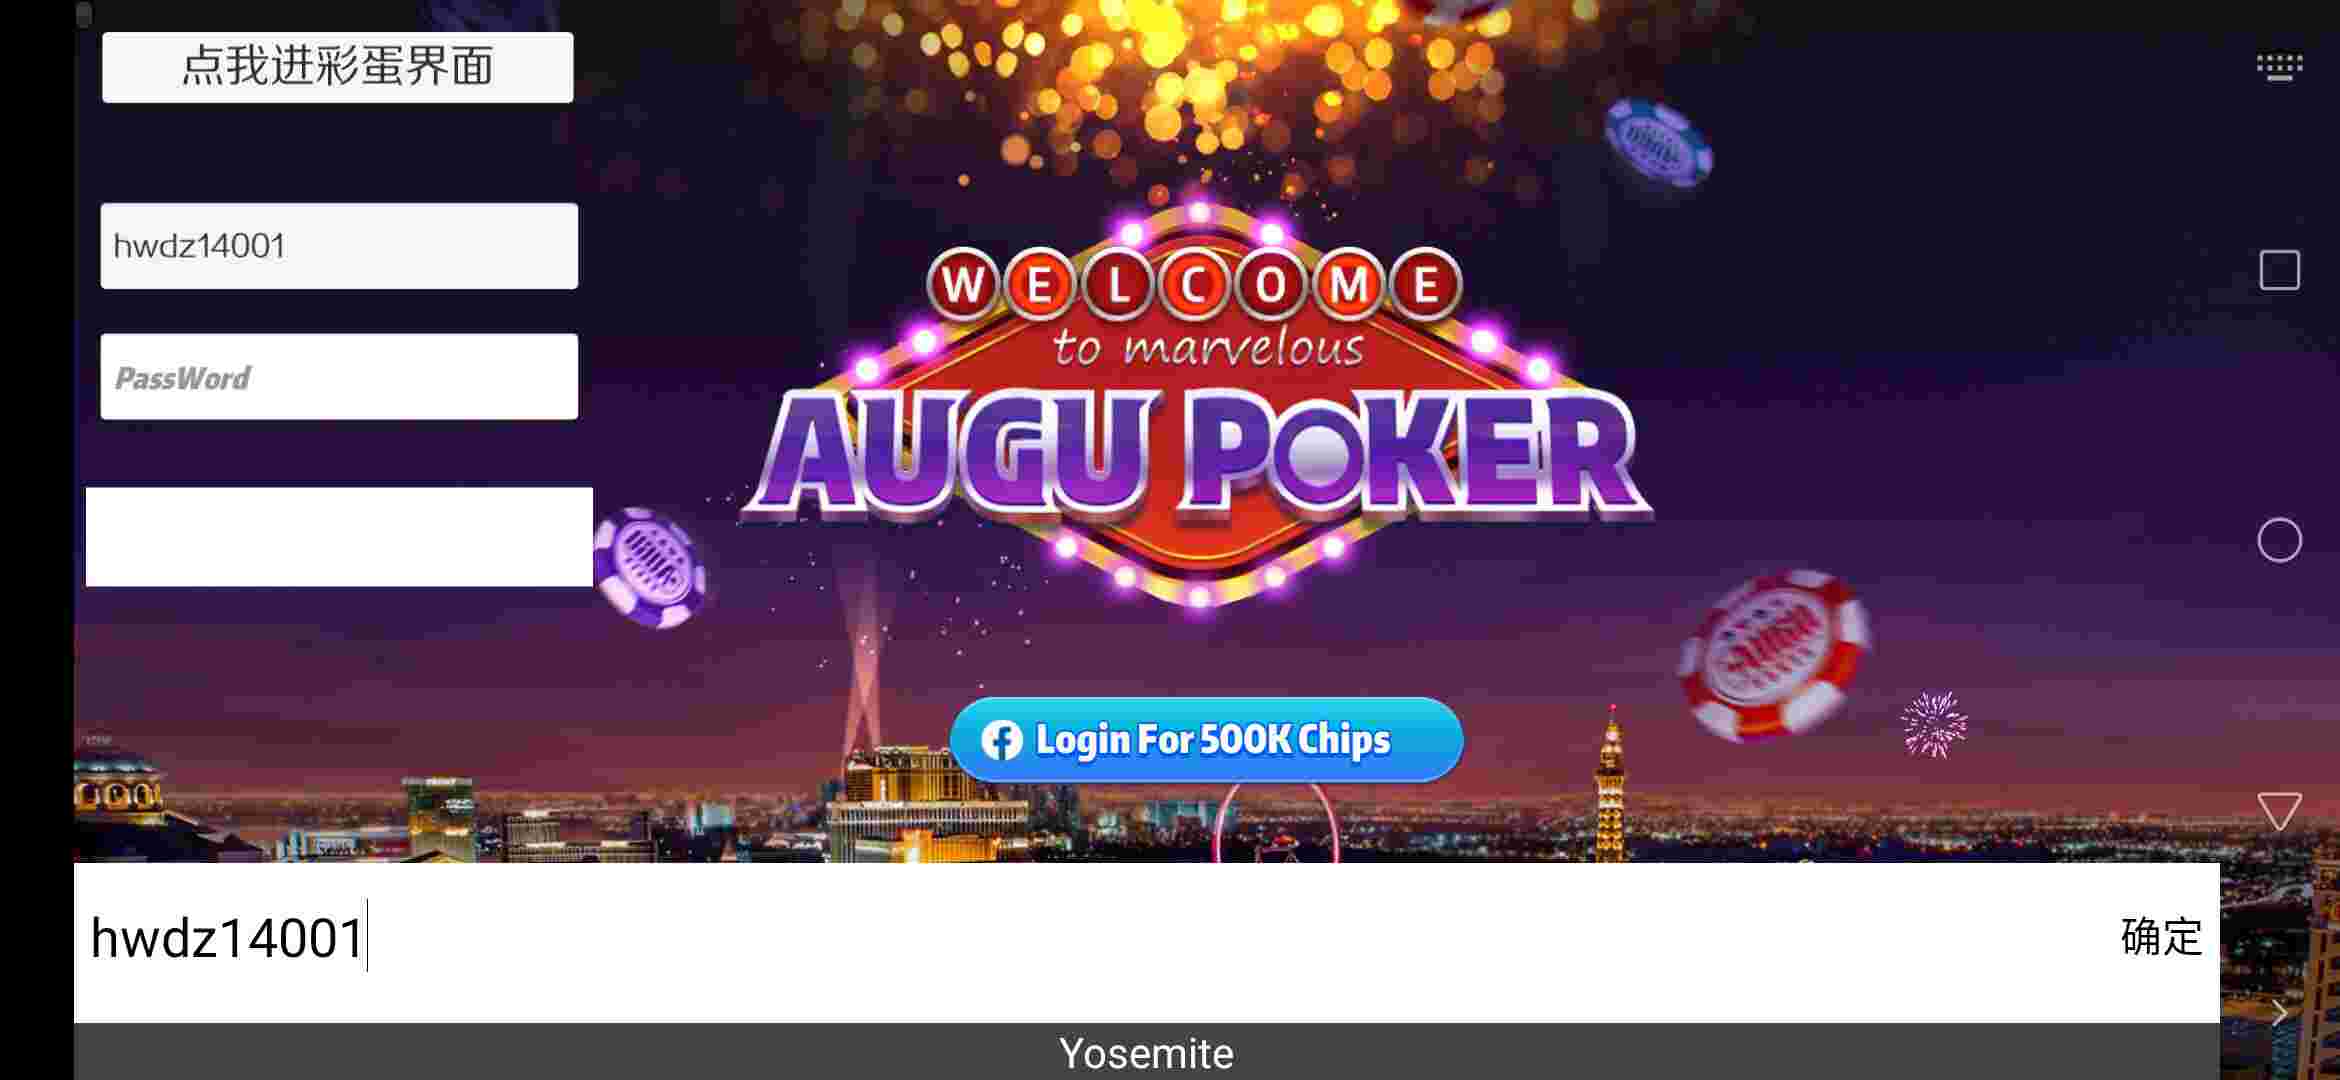 点我进彩蛋界面
hwdz14001
PassWord
WELCOME
to marvelous
AUGU POKER
Login For 500K Chips
hwdz14001
确定
Yosemite